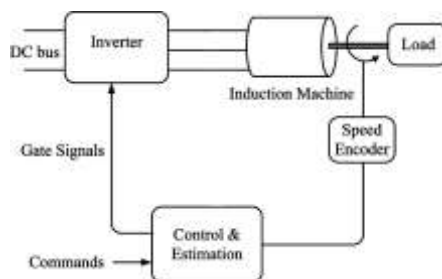 Inverter
DC bus
Load
Induction Machine
Speed
Encoder
Gate Signals
Control &
Estimation
Commands